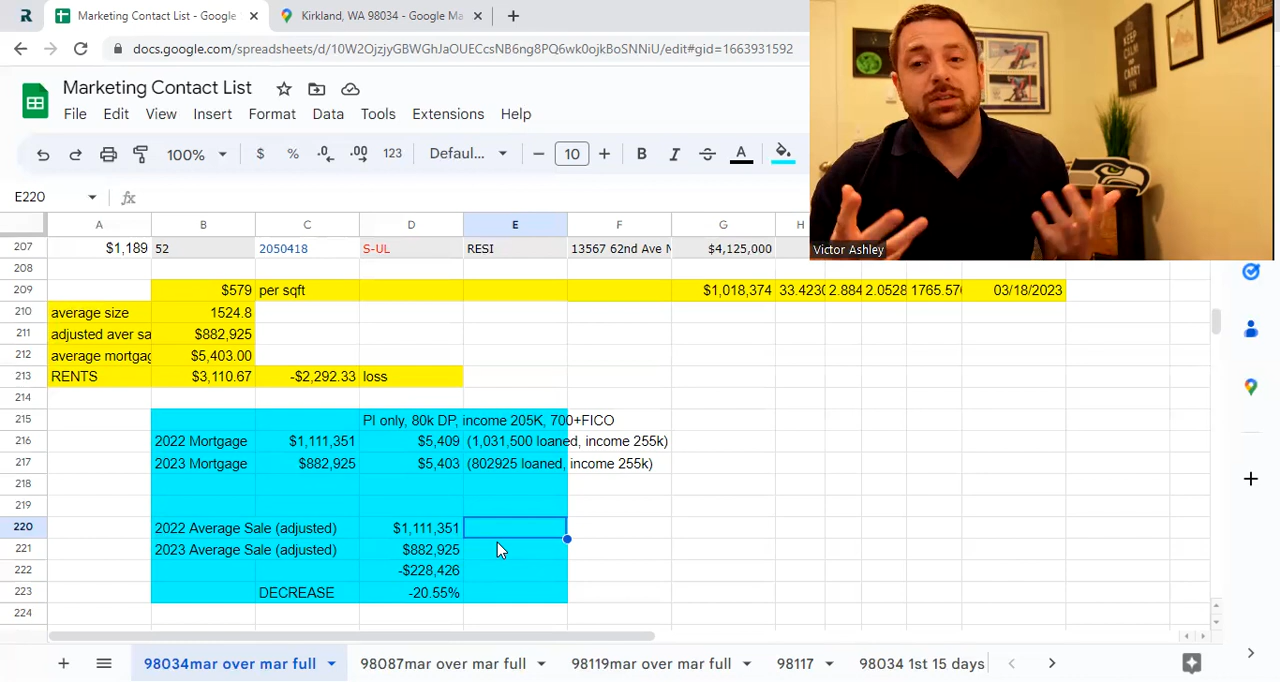 Marketing Contact List - Google
Kirkland, WA 98034 - Google Ma
docs.google.com/spreadsheets/d/10W2OjzjyGBWGhJaOUECcsNB6ng8PQ6wk0ojkBoSNNiU/edit#gid=1663931592
Marketing Contact List
File Edit View Insert Format Data Tools Extensions Help
100% $ % .0 .00 123 Defaul... 10 B I S A
E220 fx
A B C D E F G H
207 $1,189 52 2050418 S-UL RESI 13567 62nd Ave N $4,125,000
208
209 $579 per sqft $1,018,374 33.4230 2.884 2.0528 1765.570 03/18/2023
210 average size 1524.8
211 adjusted aver sa $882,925
212 average mortgag $5,403.00
213 RENTS $3,110.67 -$2,292.33 loss
214
215 PI only, 80k DP, income 205K, 700+FICO
216 2022 Mortgage $1,111,351 $5,409 (1,031,500 loaned, income 255k)
217 2023 Mortgage $882,925 $5,403 (802925 loaned, income 255k)
218
219
220 2022 Average Sale (adjusted) $1,111,351
221 2023 Average Sale (adjusted) $882,925
222 -$228,426
223 DECREASE -20.55%
224
98034mar over mar full 98087mar over mar full 98119mar over mar full 98117 98034 1st 15 days
KEEP CALM AND CARRY ON
Victor Ashley